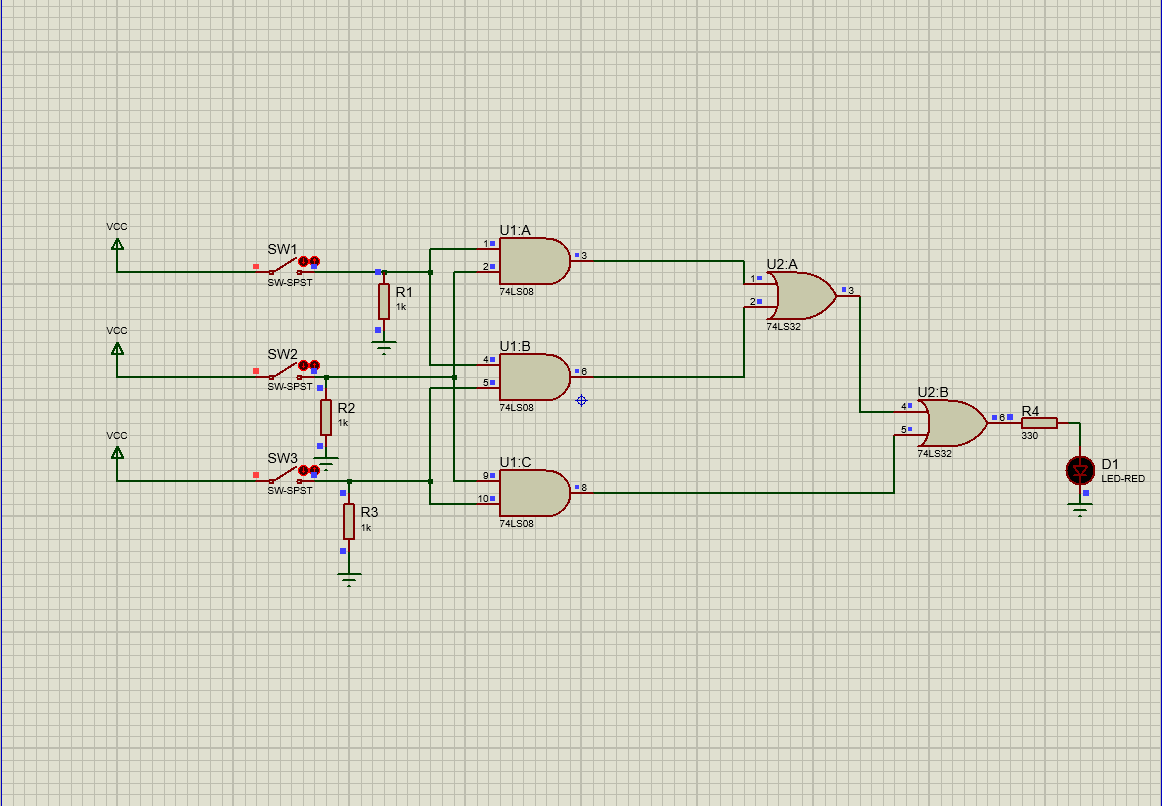 VCC
SW1
SW-SPST
R1
1k
VCC
SW2
SW-SPST
R2
1k
VCC
SW3
SW-SPST
R3
1k
U1:A
1
2
3
74LS08
U1:B
4
5
6
74LS08
U1:C
9
10
8
74LS08
U2:A
1
2
3
74LS32
U2:B
4
5
6
74LS32
R4
330
D1
LED-RED